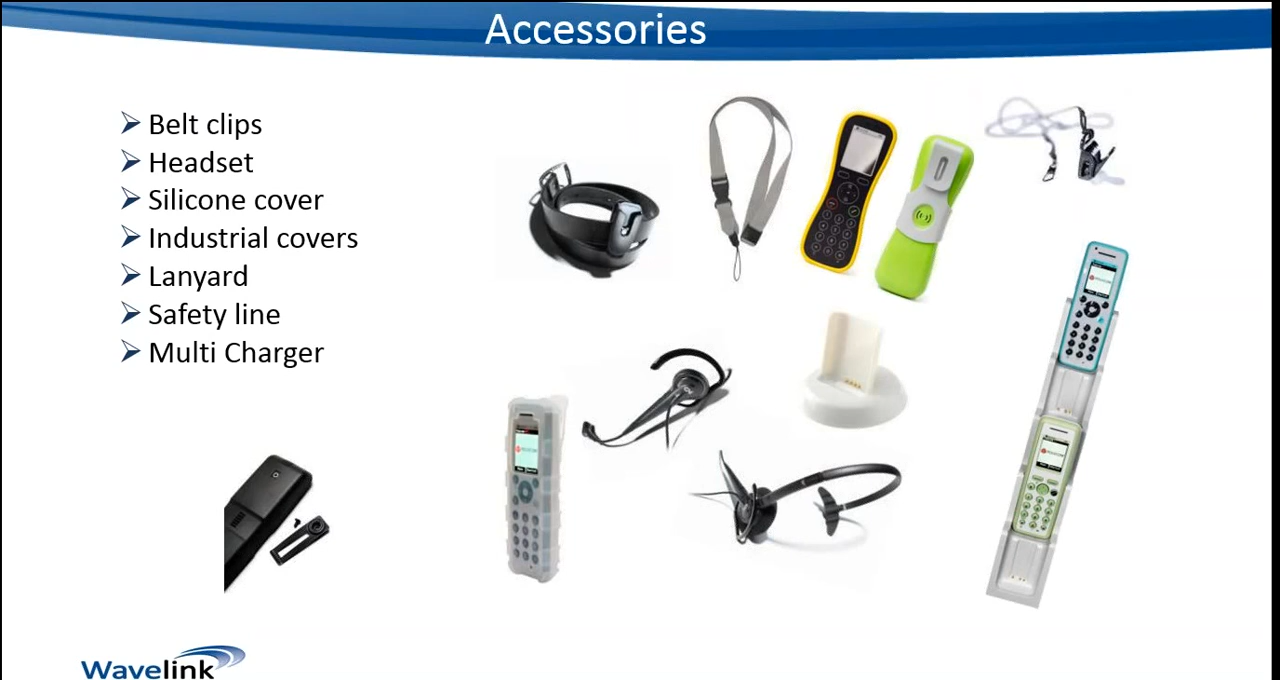 Accessories
Belt clips
Headset
Silicone cover
Industrial covers
Lanyard
Safety line
Multi Charger
Wavelink